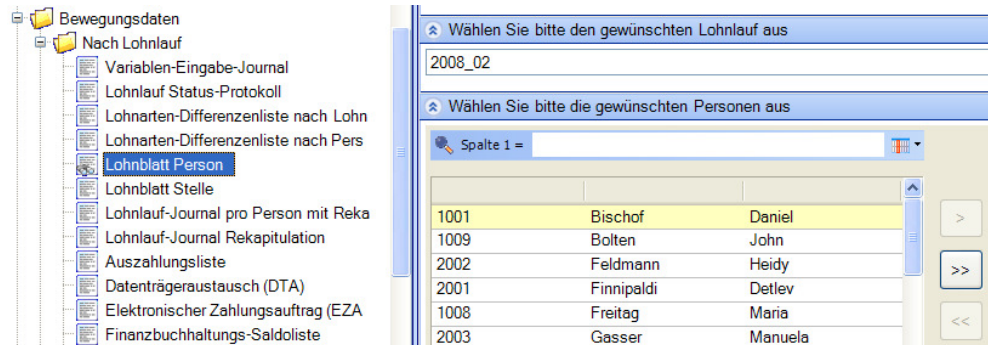 Bewegungsdaten
Nach Lohnlauf
Variablen-Eingabe-Journal
Lohnlauf Status-Protokoll
Lohnarten-Differenzenliste nach Lohn
Lohnarten-Differenzenliste nach Pers
Lohnblatt Person
Lohnblatt Stelle
Lohnlauf-Journal pro Person mit Reka
Lohnlauf-Journal Rekapitulation
Auszahlungsliste
Datenträgeraustausch (DTA)
Elektronischer Zahlungsauftrag (EZA
Finanzbuchhaltungs-Saldoliste
Wählen Sie bitte den gewünschten Lohnlauf aus
2008_02
Wählen Sie bitte die gewünschten Personen aus
Spalte 1 =
1001 Bischof Daniel
1009 Bolten John
2002 Feldmann Heidy
2001 Finnipaldi Detlev
1008 Freitag Maria
2003 Gasser Manuela
>
>>
<<